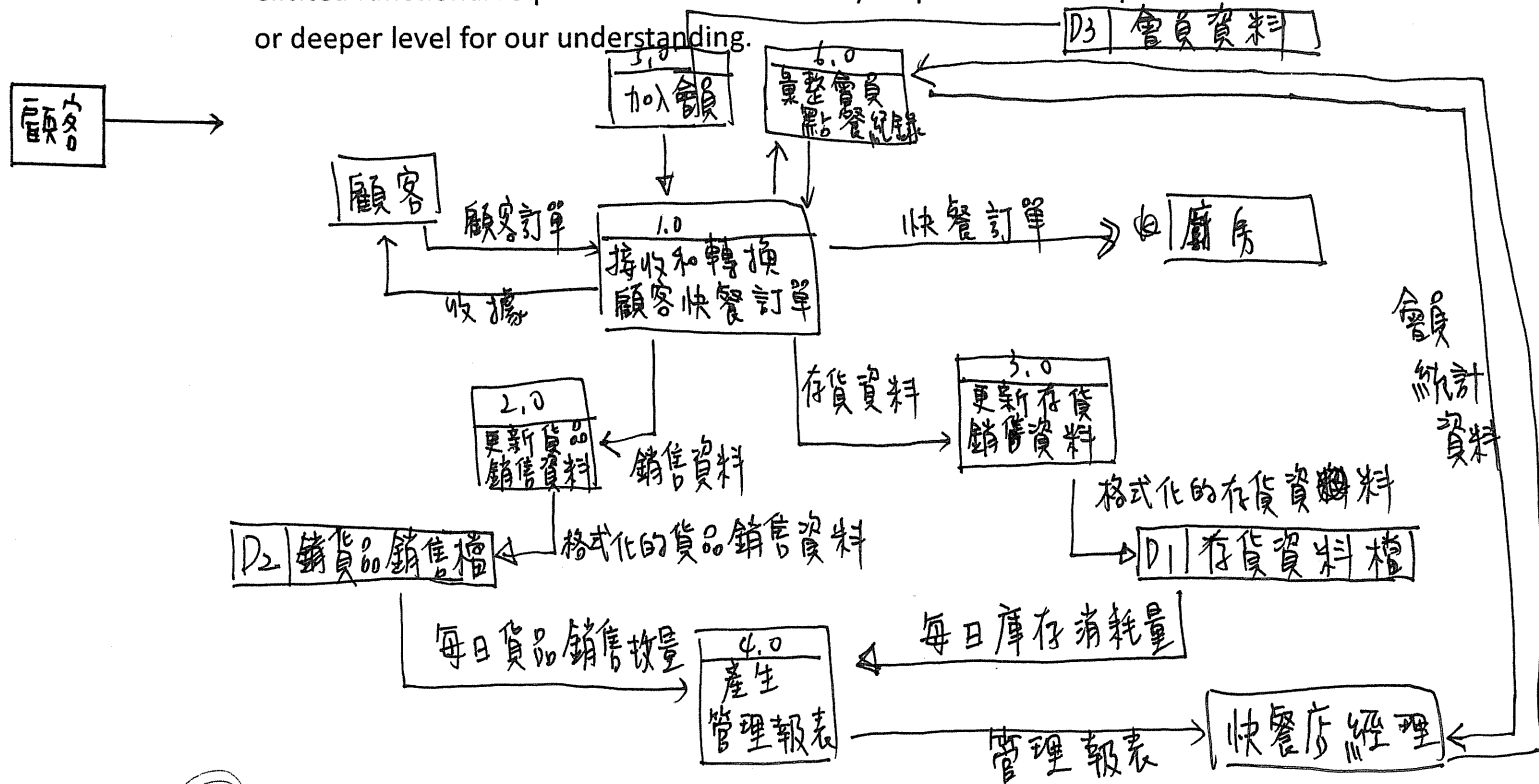 or deeper level for our understanding.
D3 會員資料
5.0
加入會員
6.0
彙整會員
點餐紀錄
顧客
顧客
顧客訂單
收據
1.0
接收和轉換
顧客快餐訂單
快餐訂單
廚房
會員
統計
資料
2.0
更新貨品
銷售資料
銷售資料
存貨資料
3.0
更新存貨
銷售資料
格式化的貨品銷售資料
格式化的存貨資料
D2 銷貨品銷售檔
D1 存貨資料檔
每日貨品銷售數量
每日庫存消耗量
4.0
產生
管理報表
管理報表
快餐店經理